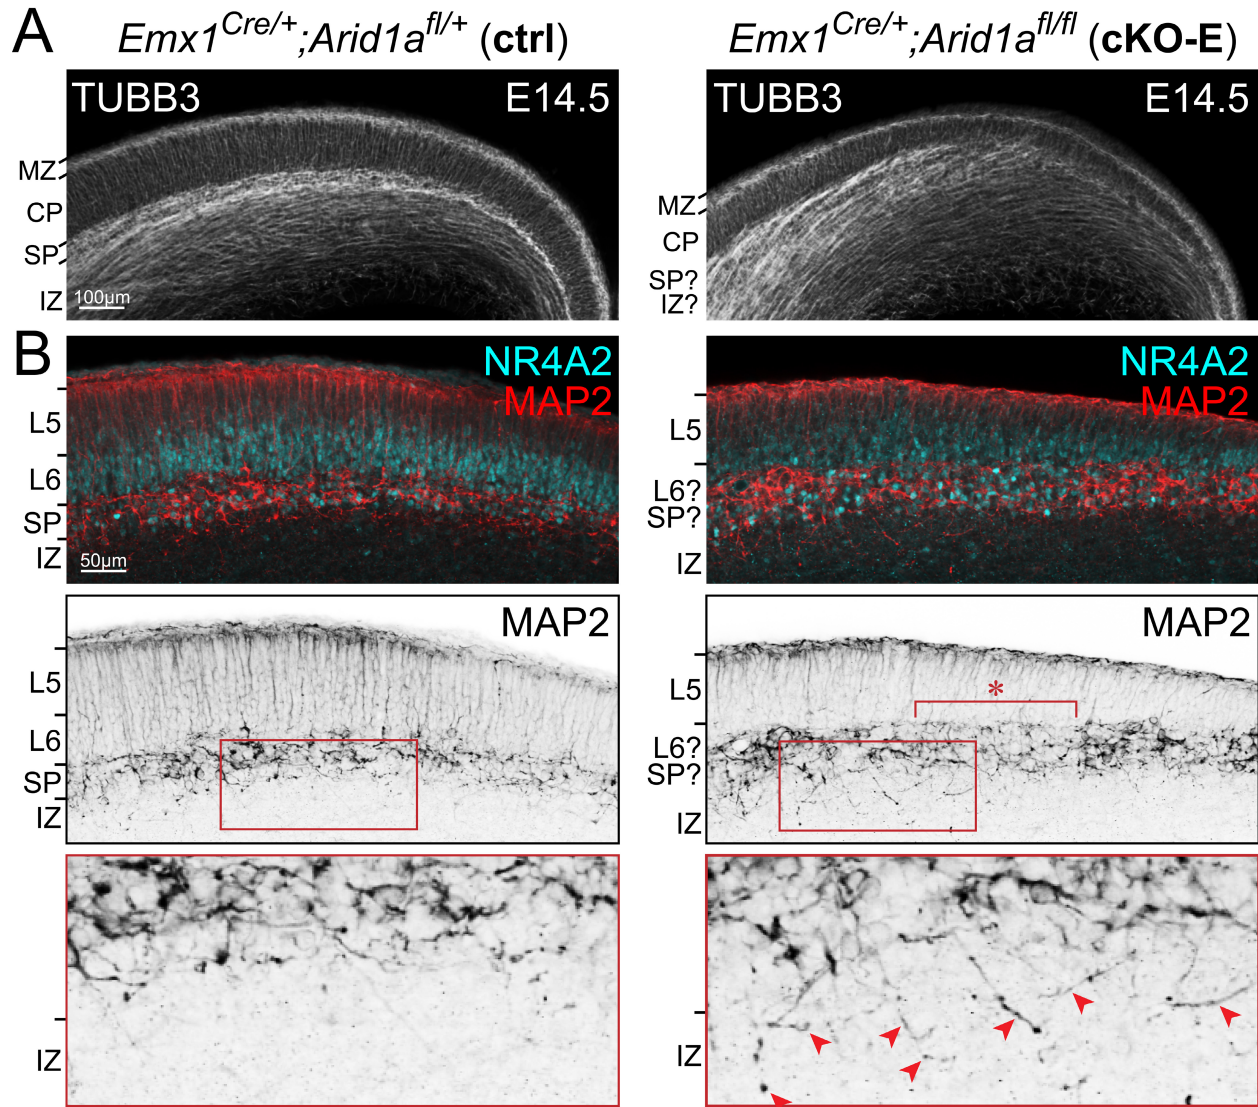 A
Emx1Cre/+;Arid1afl/+ (ctrl)
Emx1Cre/+;Arid1afl/fl (cKO-E)
TUBB3
E14.5
MZ
CP
SP
IZ
100µm
TUBB3
E14.5
MZ
CP
SP?
IZ?
B
NR4A2
MAP2
L5
L6
SP
IZ
50µm
NR4A2
MAP2
L5
L6?
SP?
IZ
MAP2
L5
L6
SP
IZ
MAP2
*
L5
L6?
SP?
IZ
IZ
IZ